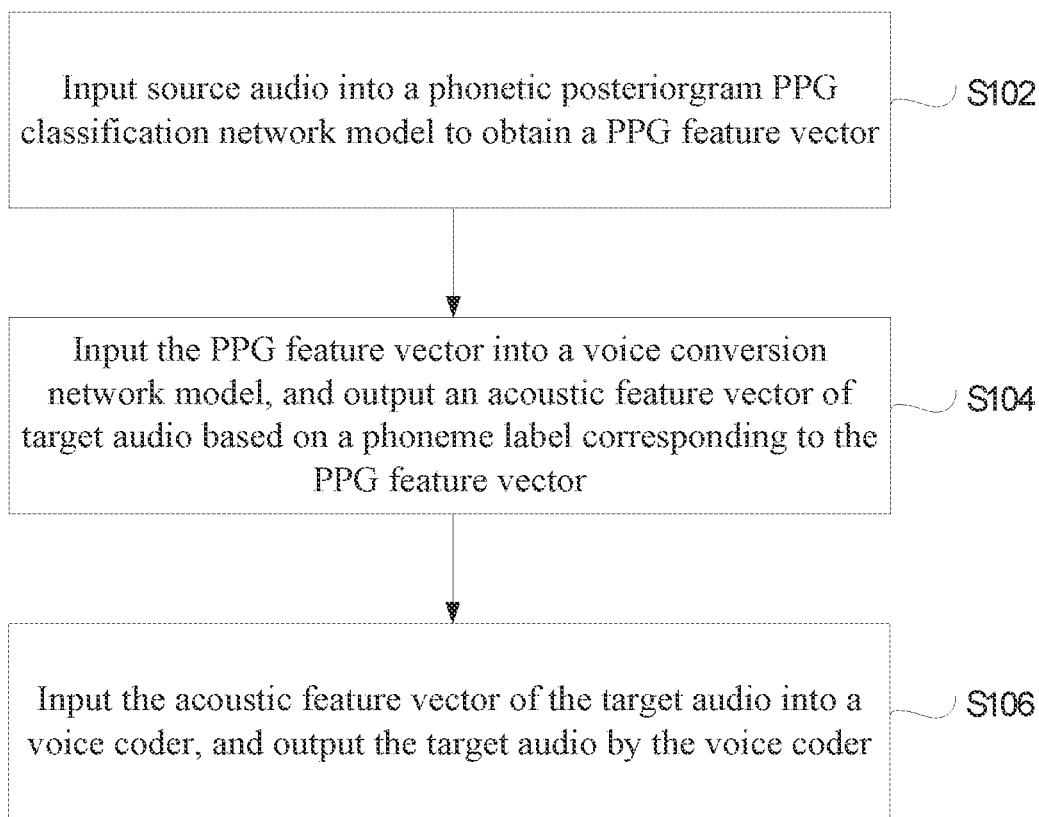 Input source audio into a phonetic posteriorgram PPG
classification network model to obtain a PPG feature vector
S102
Input the PPG feature vector into a voice conversion
network model, and output an acoustic feature vector of
target audio based on a phoneme label corresponding to the
PPG feature vector
S104
Input the acoustic feature vector of the target audio into a
voice coder, and output the target audio by the voice coder
S106